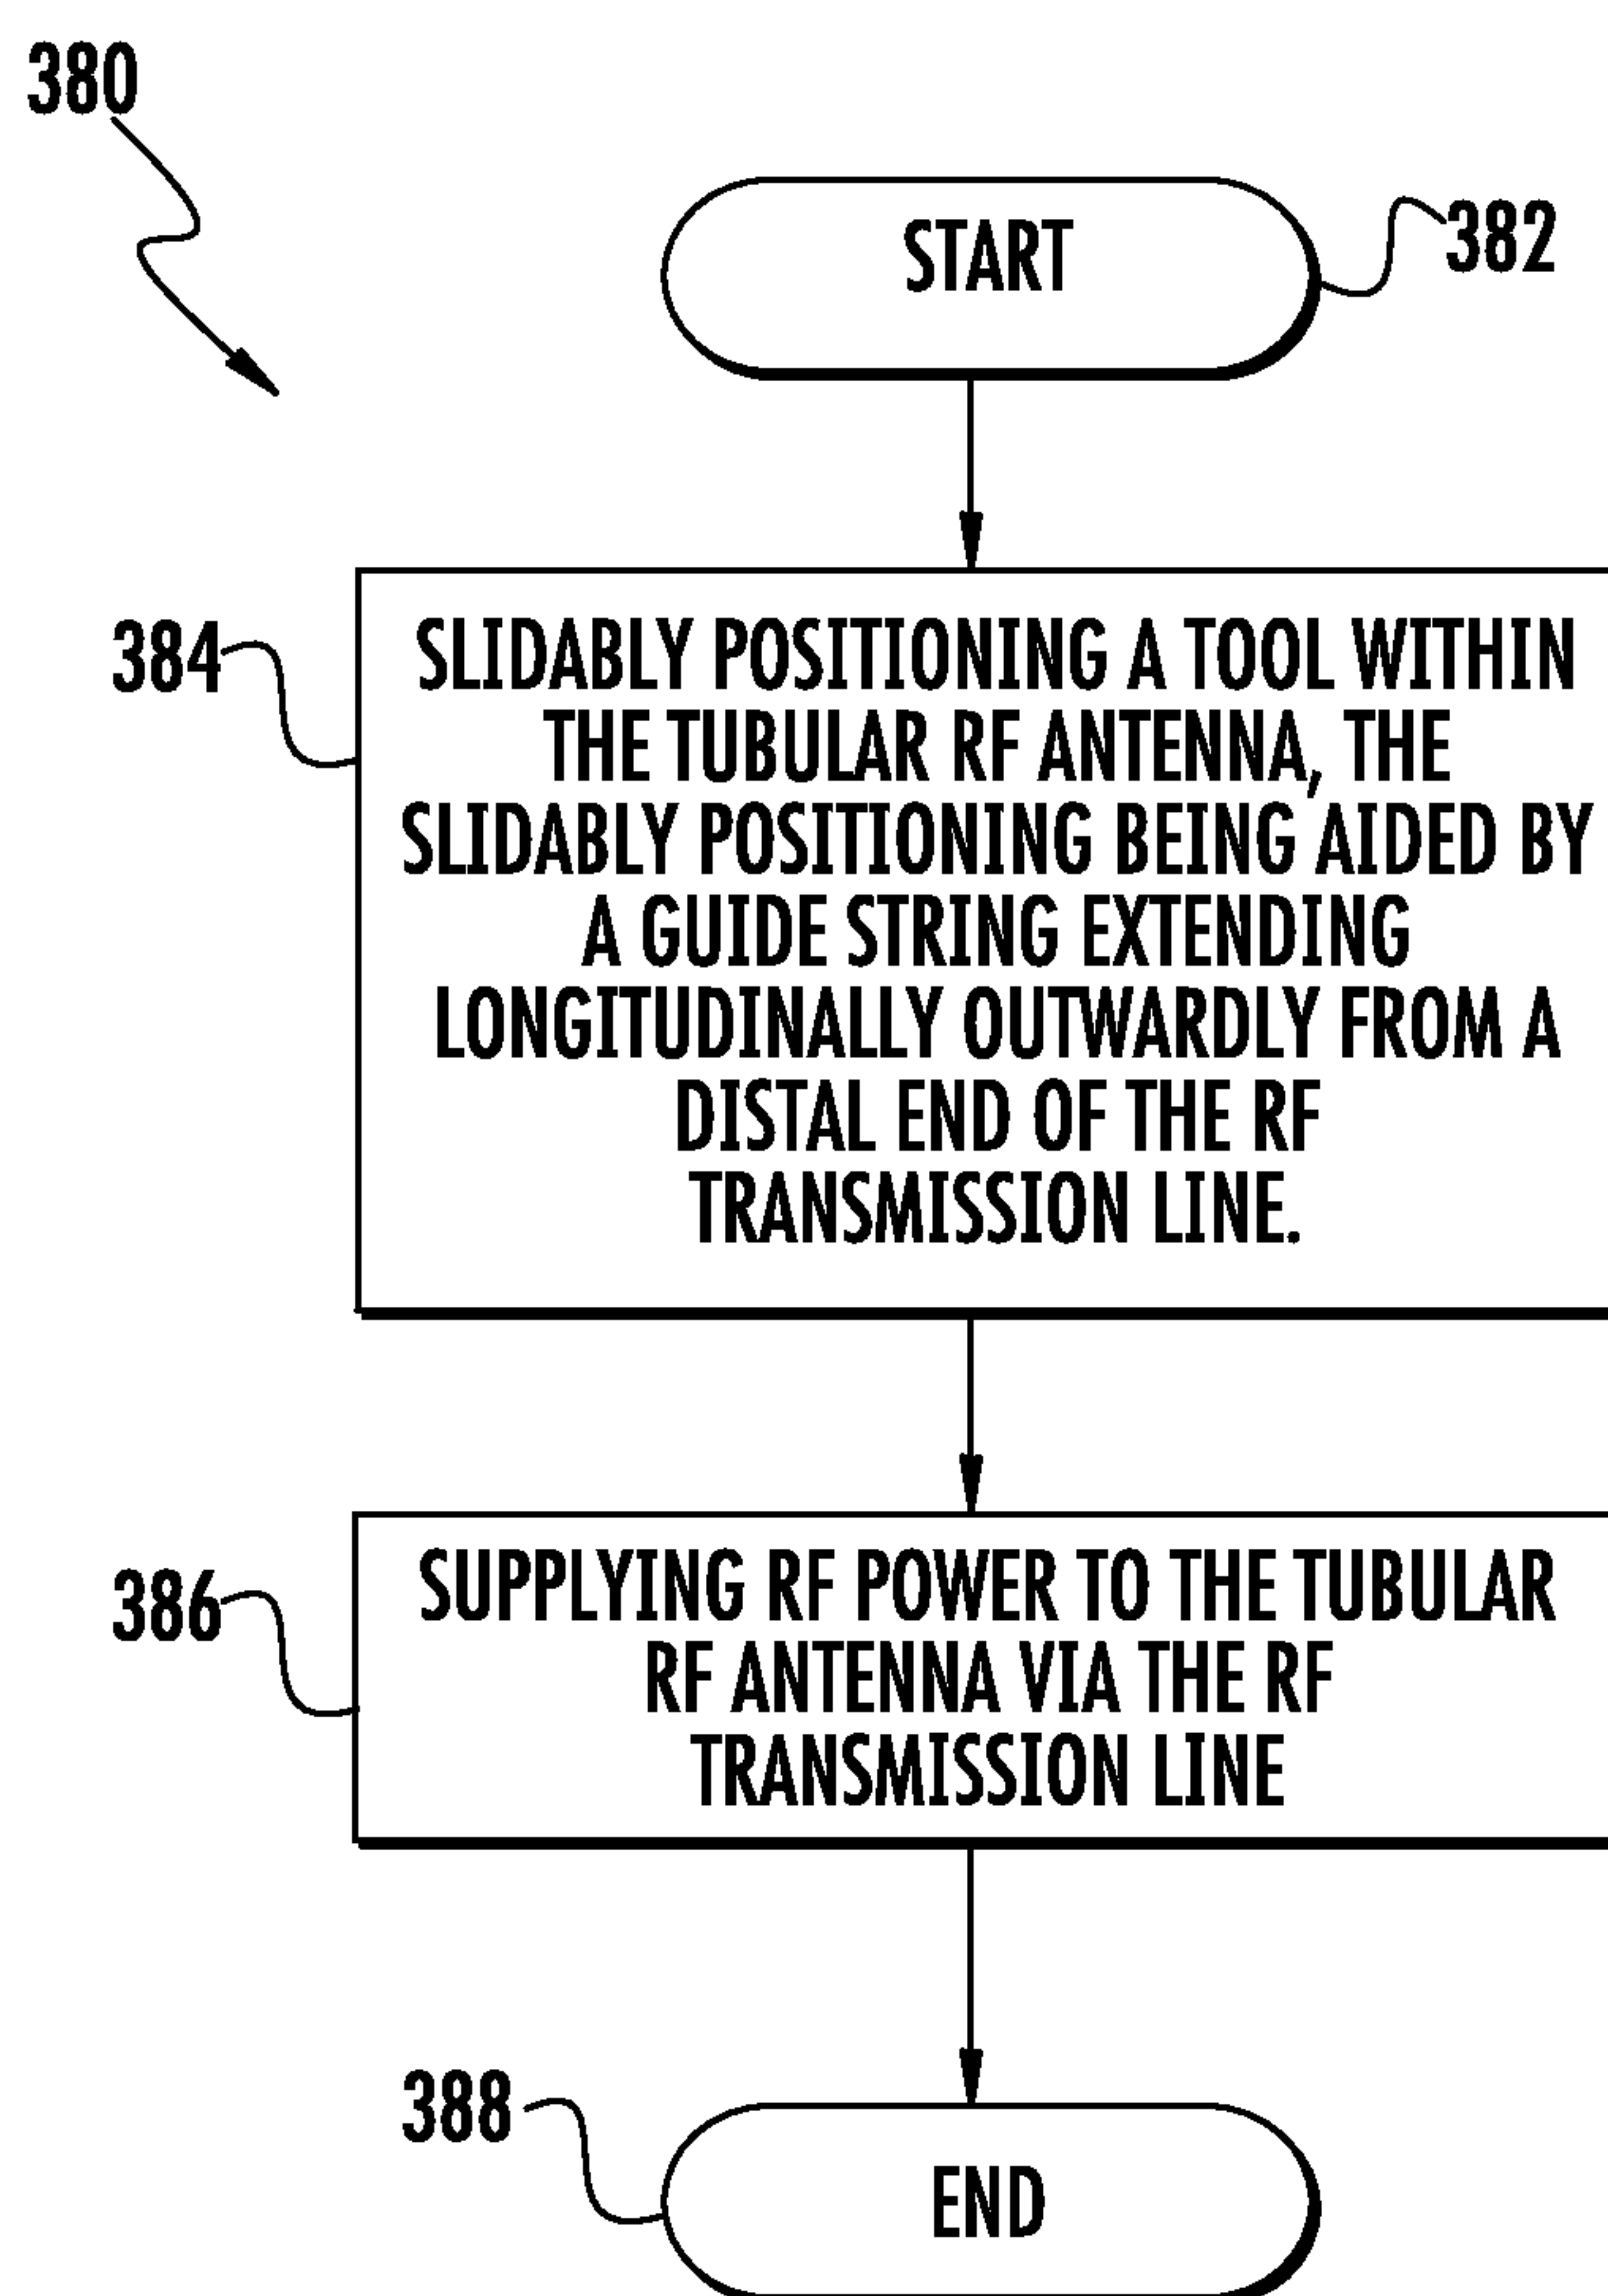 380
START
382
384
SLIDABLY POSITIONING A TOOL WITHIN
THE TUBULAR RF ANTENNA, THE
SLIDABLY POSITIONING BEING AIDED BY
A GUIDE STRING EXTENDING
LONGITUDINALLY OUTWARDLY FROM A
DISTAL END OF THE RF
TRANSMISSION LINE.
386
SUPPLYING RF POWER TO THE TUBULAR
RF ANTENNA VIA THE RF
TRANSMISSION LINE
388
END